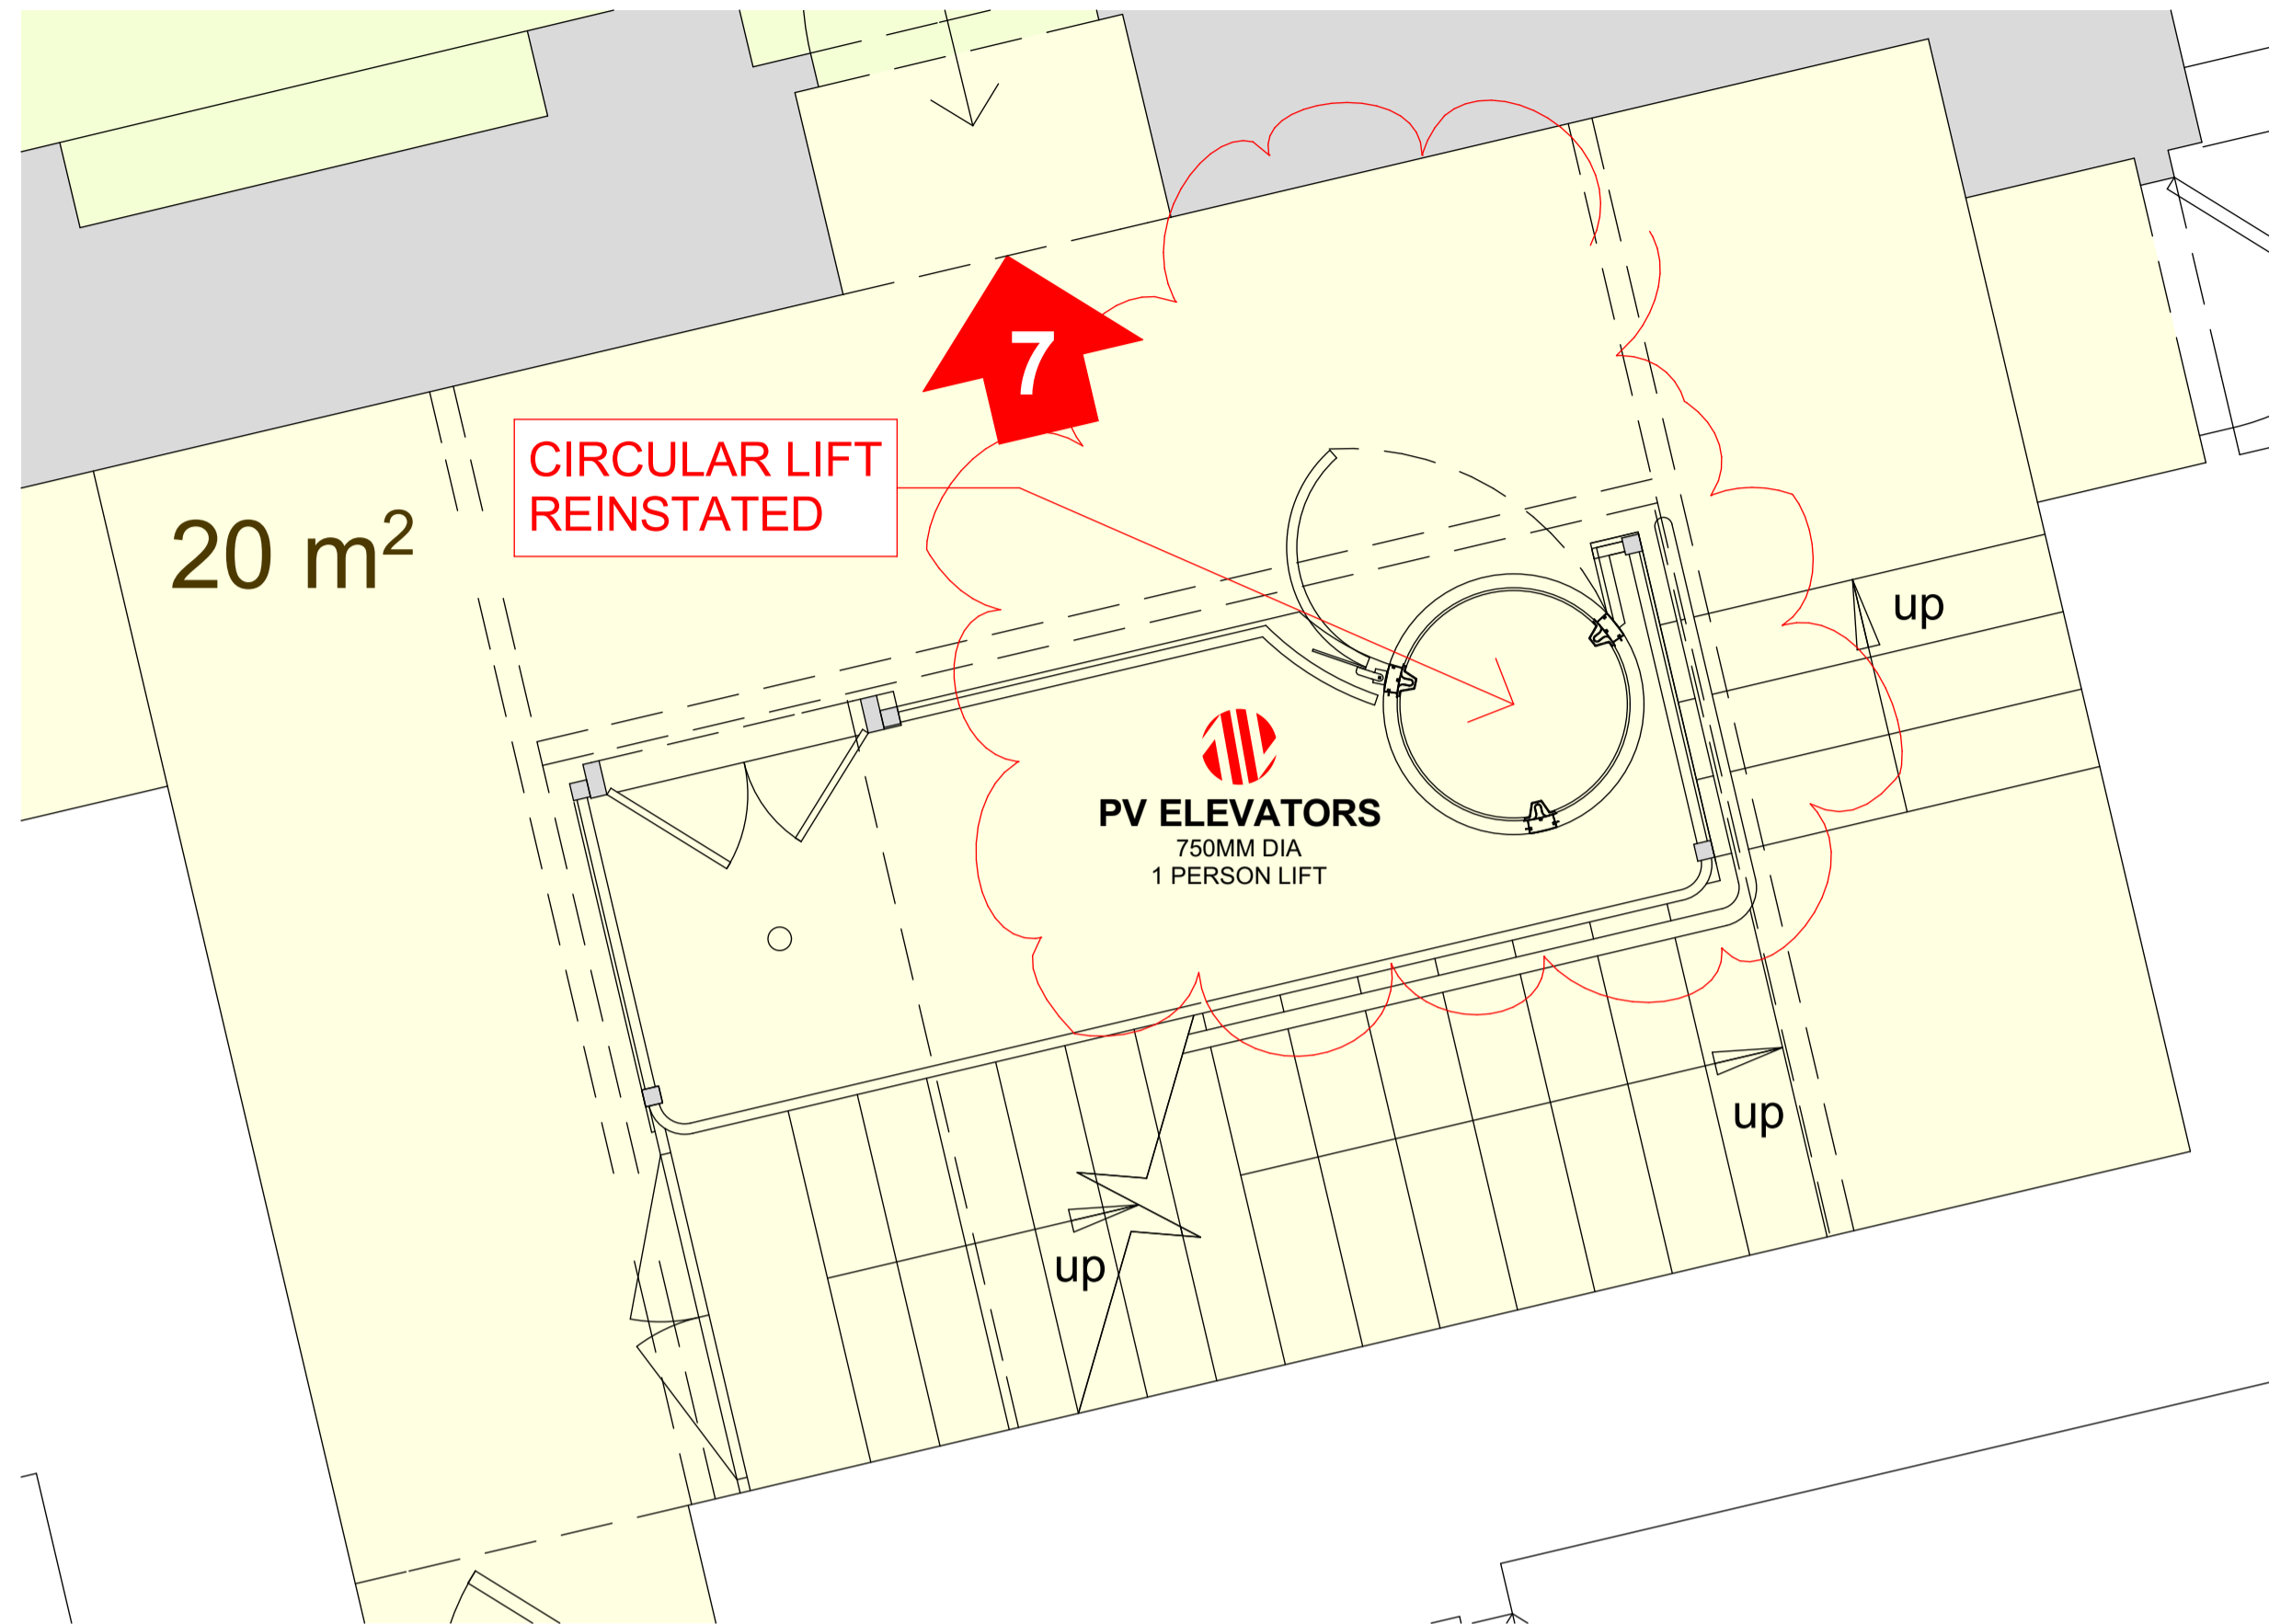 7
CIRCULAR LIFT
REINSTATED
20 m²
up
PV ELEVATORS
750MM DIA
1 PERSON LIFT
up
up